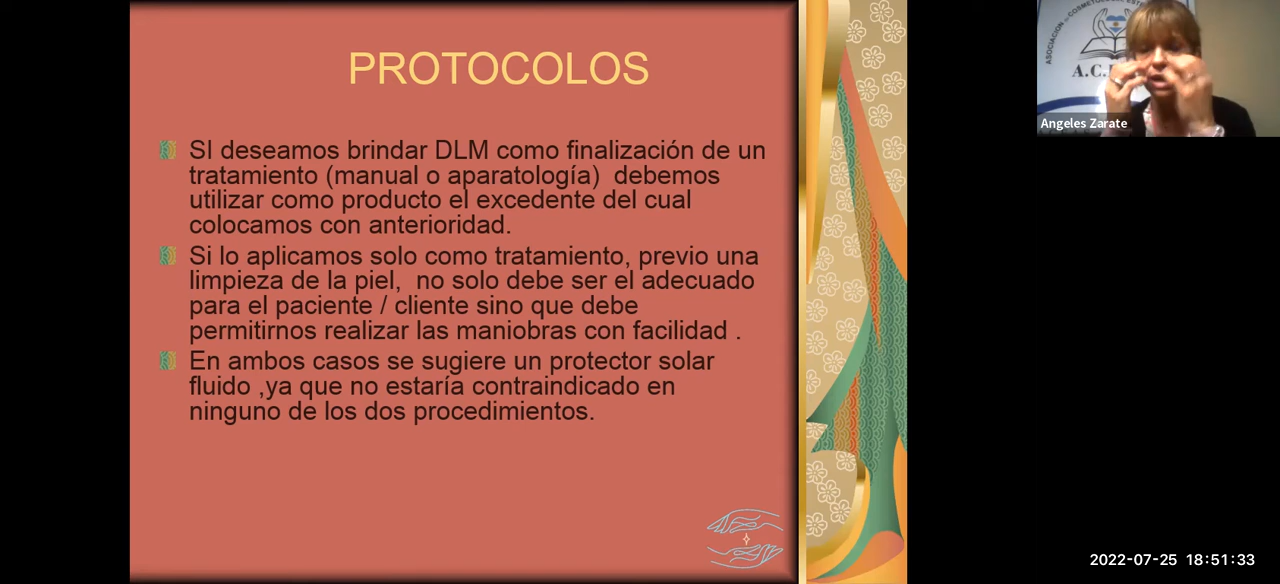 PROTOCOLOS
SI deseamos brindar DLM como finalización de un
tratamiento (manual o aparatología)  debemos
utilizar como producto el excedente del cual
colocamos con anterioridad.
Si lo aplicamos solo como tratamiento, previo una
limpieza de la piel,  no solo debe ser el adecuado
para el paciente / cliente sino que debe
permitirnos realizar las maniobras con facilidad .
En ambos casos se sugiere un protector solar
fluido ,ya que no estaría contraindicado en
ninguno de los dos procedimientos.
A.C.
Angeles Zarate
2022-07-25 18:51:33